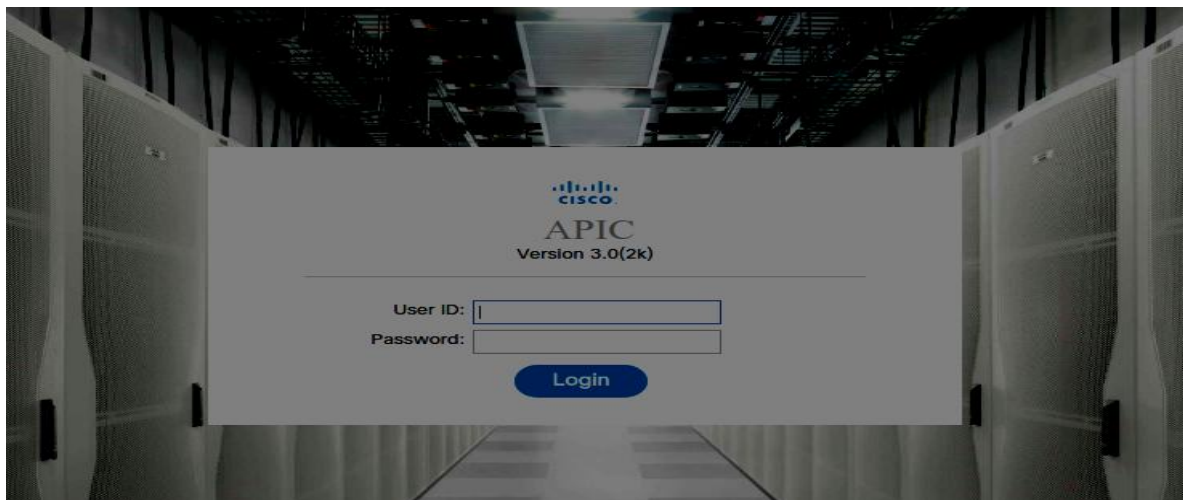 CISCO
APIC
Version 3.0(2k)
User ID:
Password:
Login